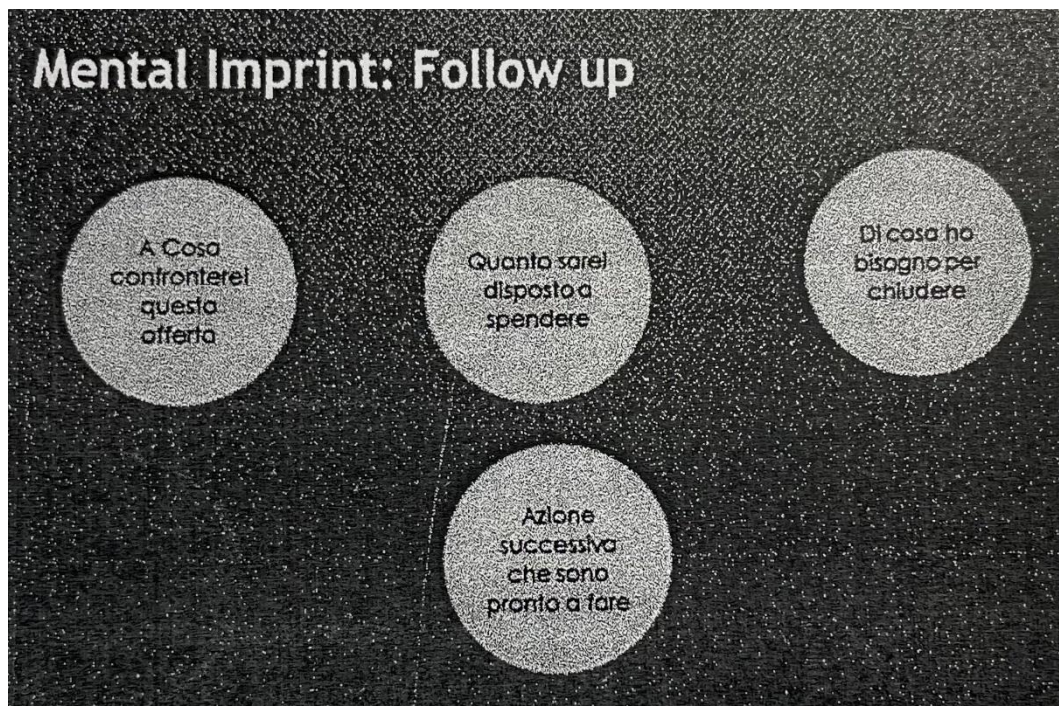 Mental Imprint: Follow up
A Cosa
confronterei
questa
offerta
Quanto sarei
disposto a
spendere
Di cosa ho
bisogno per
chiudere
Azione
successiva
che sono
pronto a fare